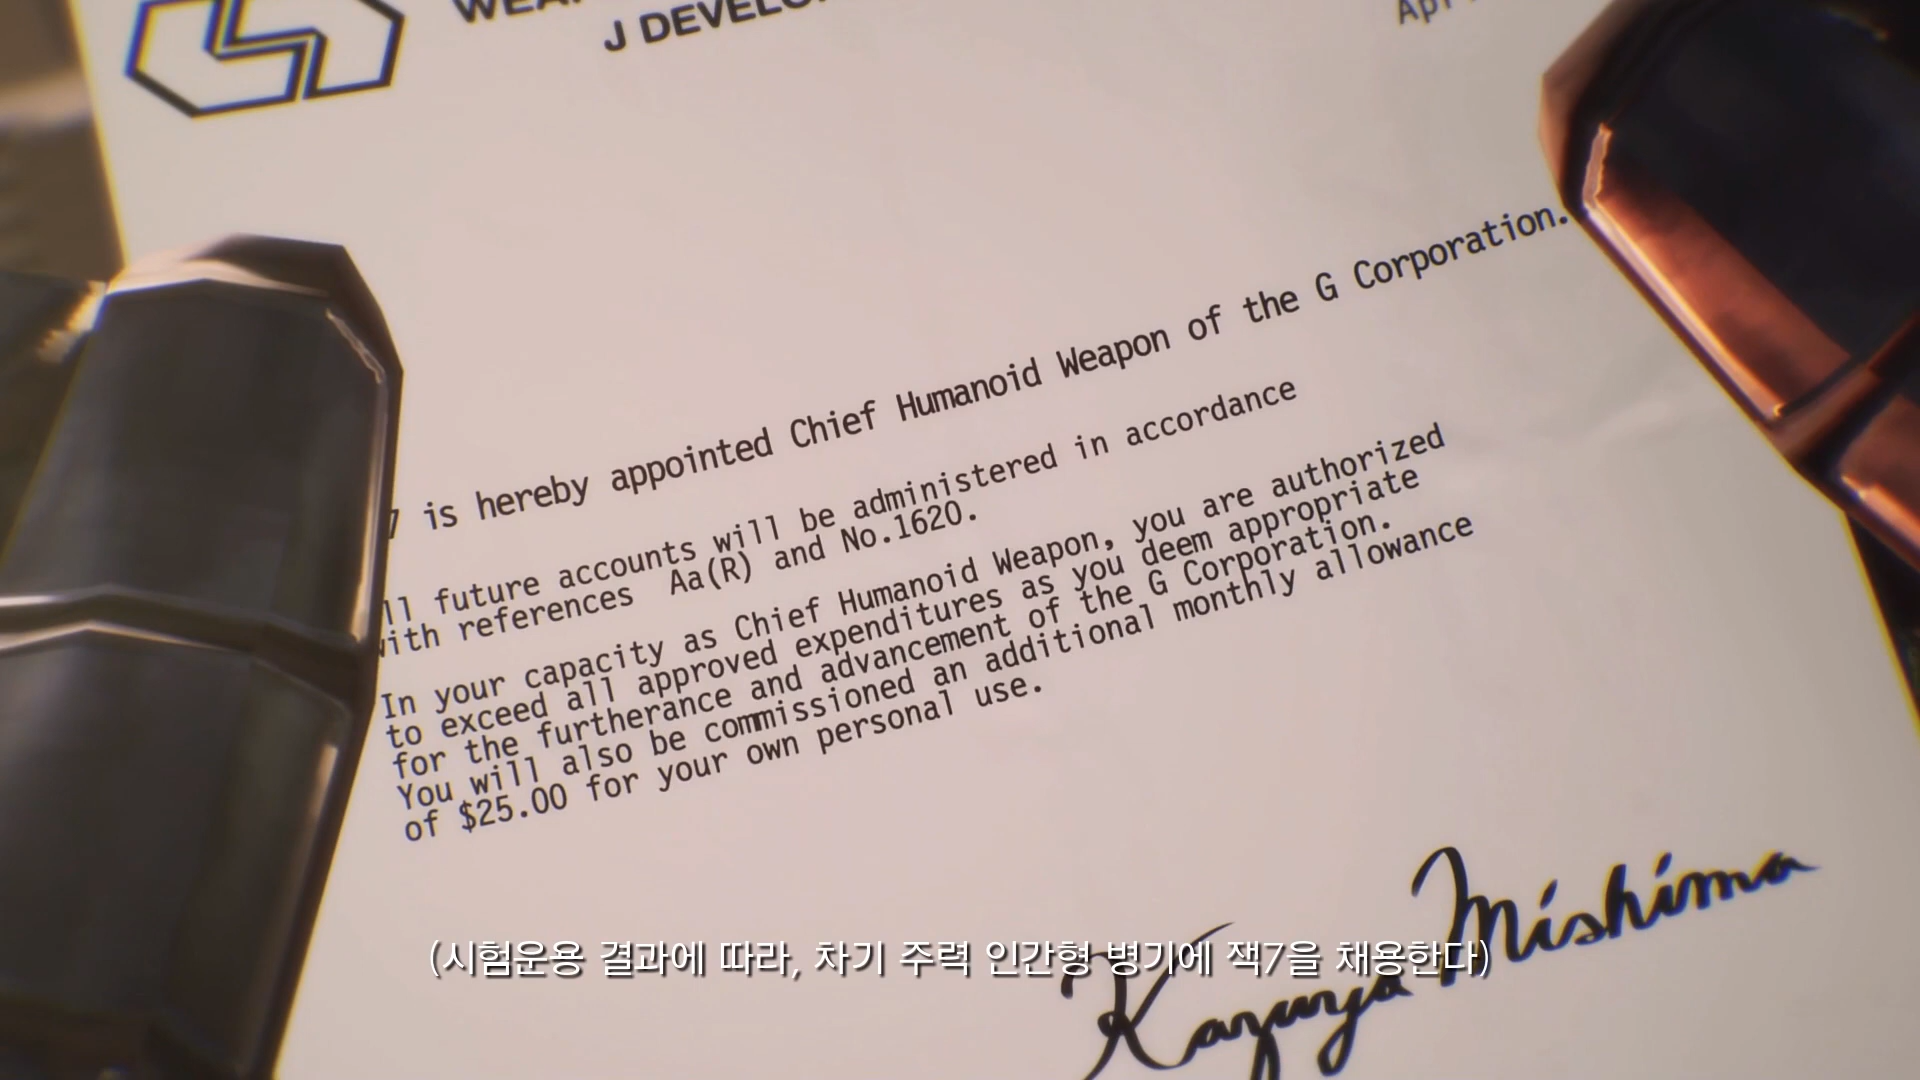 J
is hereby appointed Chief Humanoid Weapon of the G Corporation.
future accounts will be administered in accordance
with references Aa(R) and No.1620.
In your capacity as Chief Humanoid Weapon, you are authorized
to exceed all approved expenditures as you deem appropriate
for the furtherance and advancement of the G Corporation.
You will also be commissioned an additional monthly allowance
of $25.00 for your own personal use.
Kazuya Mishima
(시험운용 결과에 따라, 차기 주력 인간형 병기에 잭7을 채용한다)